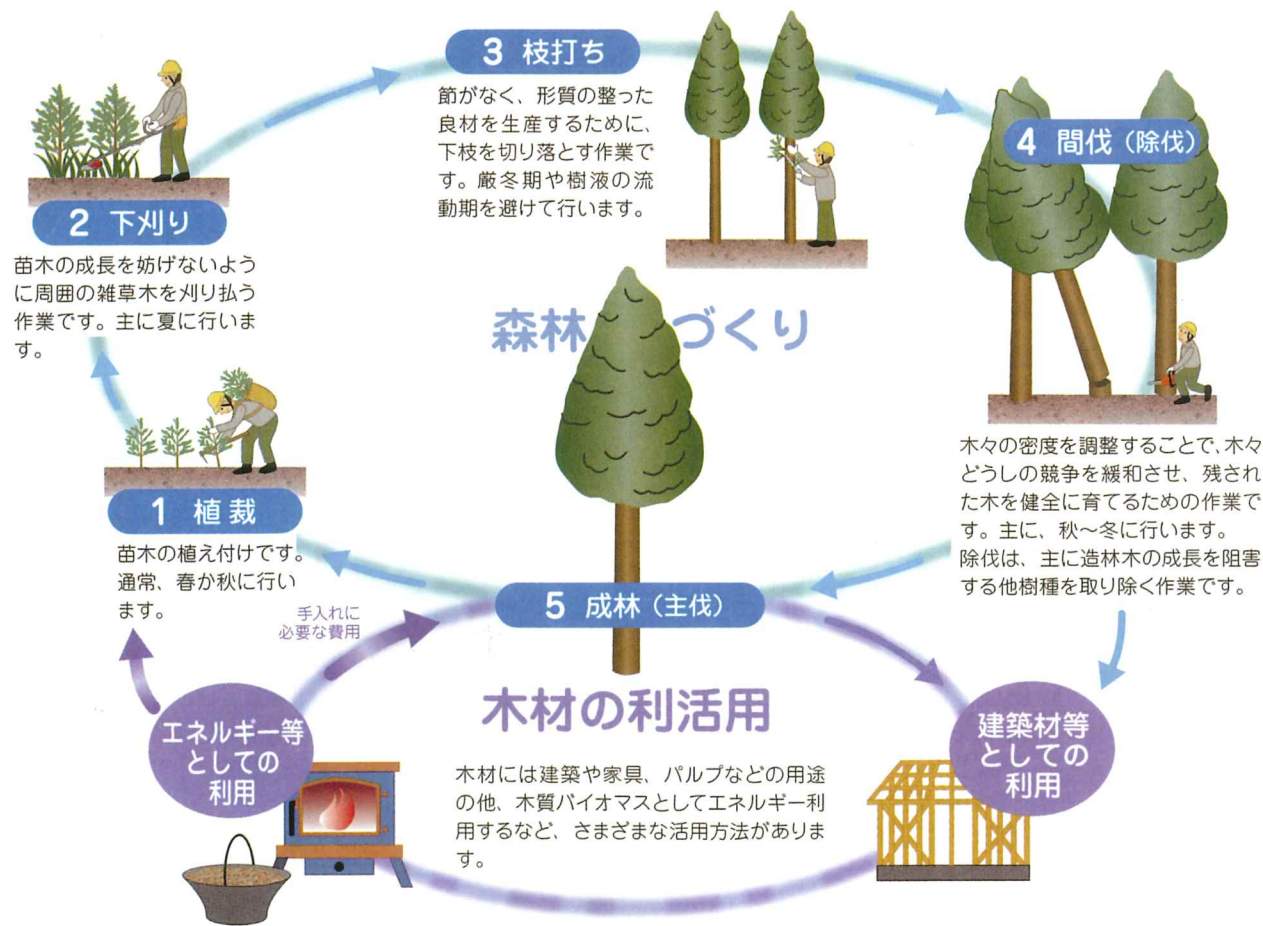 3 枝打ち
節がなく、形質の整った
良材を生産するために、
下枝を切り落とす作業で
す。厳冬期や樹液の流
動期を避けて行います。
4 間伐（除伐）
木々の密度を調整することで、木々
どうしの競争を緩和させ、残され
た木を健全に育てるための作業で
す。主に、秋〜冬に行います。
除伐は、主に造林木の成長を阻害
する他樹種を取り除く作業です。
2 下刈り
苗木の成長を妨げないよう
に周囲の雑草木を刈り払う
作業です。主に夏に行いま
す。
森林づくり
1 植裁
苗木の植え付けです。
通常、春か秋に行い
ます。
手入れに
必要な費用
5 成林（主伐）
木材の利活用
エネルギー等
としての
利用
木材には建築や家具、パルプなどの用途
の他、木質バイオマスとしてエネルギー利
用するなど、さまざまな活用方法がありま
す。
建築材等
としての
利用